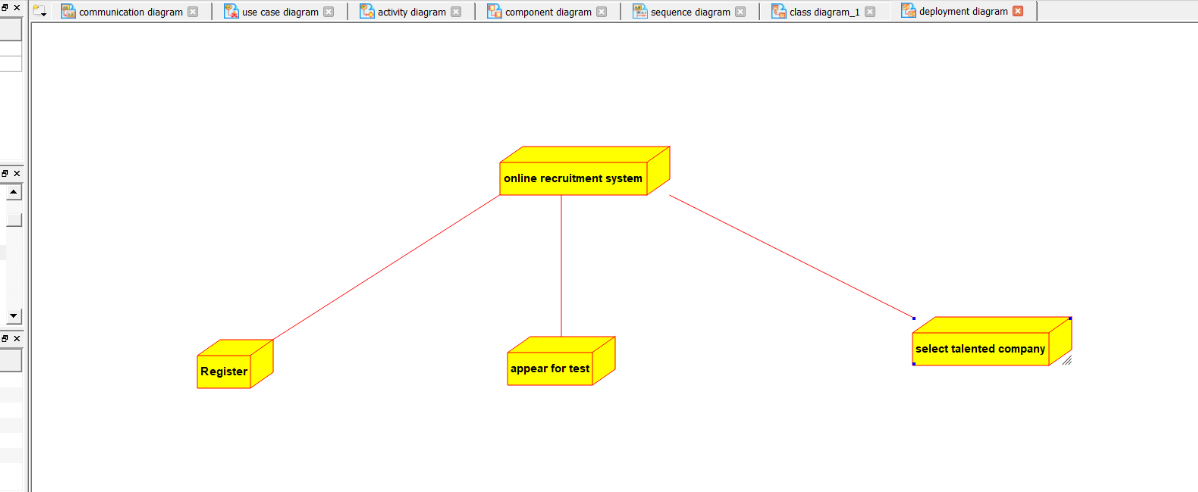 communication diagram
use case diagram
activity diagram
component diagram
sequence diagram
class diagram_1
deployment diagram
online recruitment system
Register
appear for test
select talented company